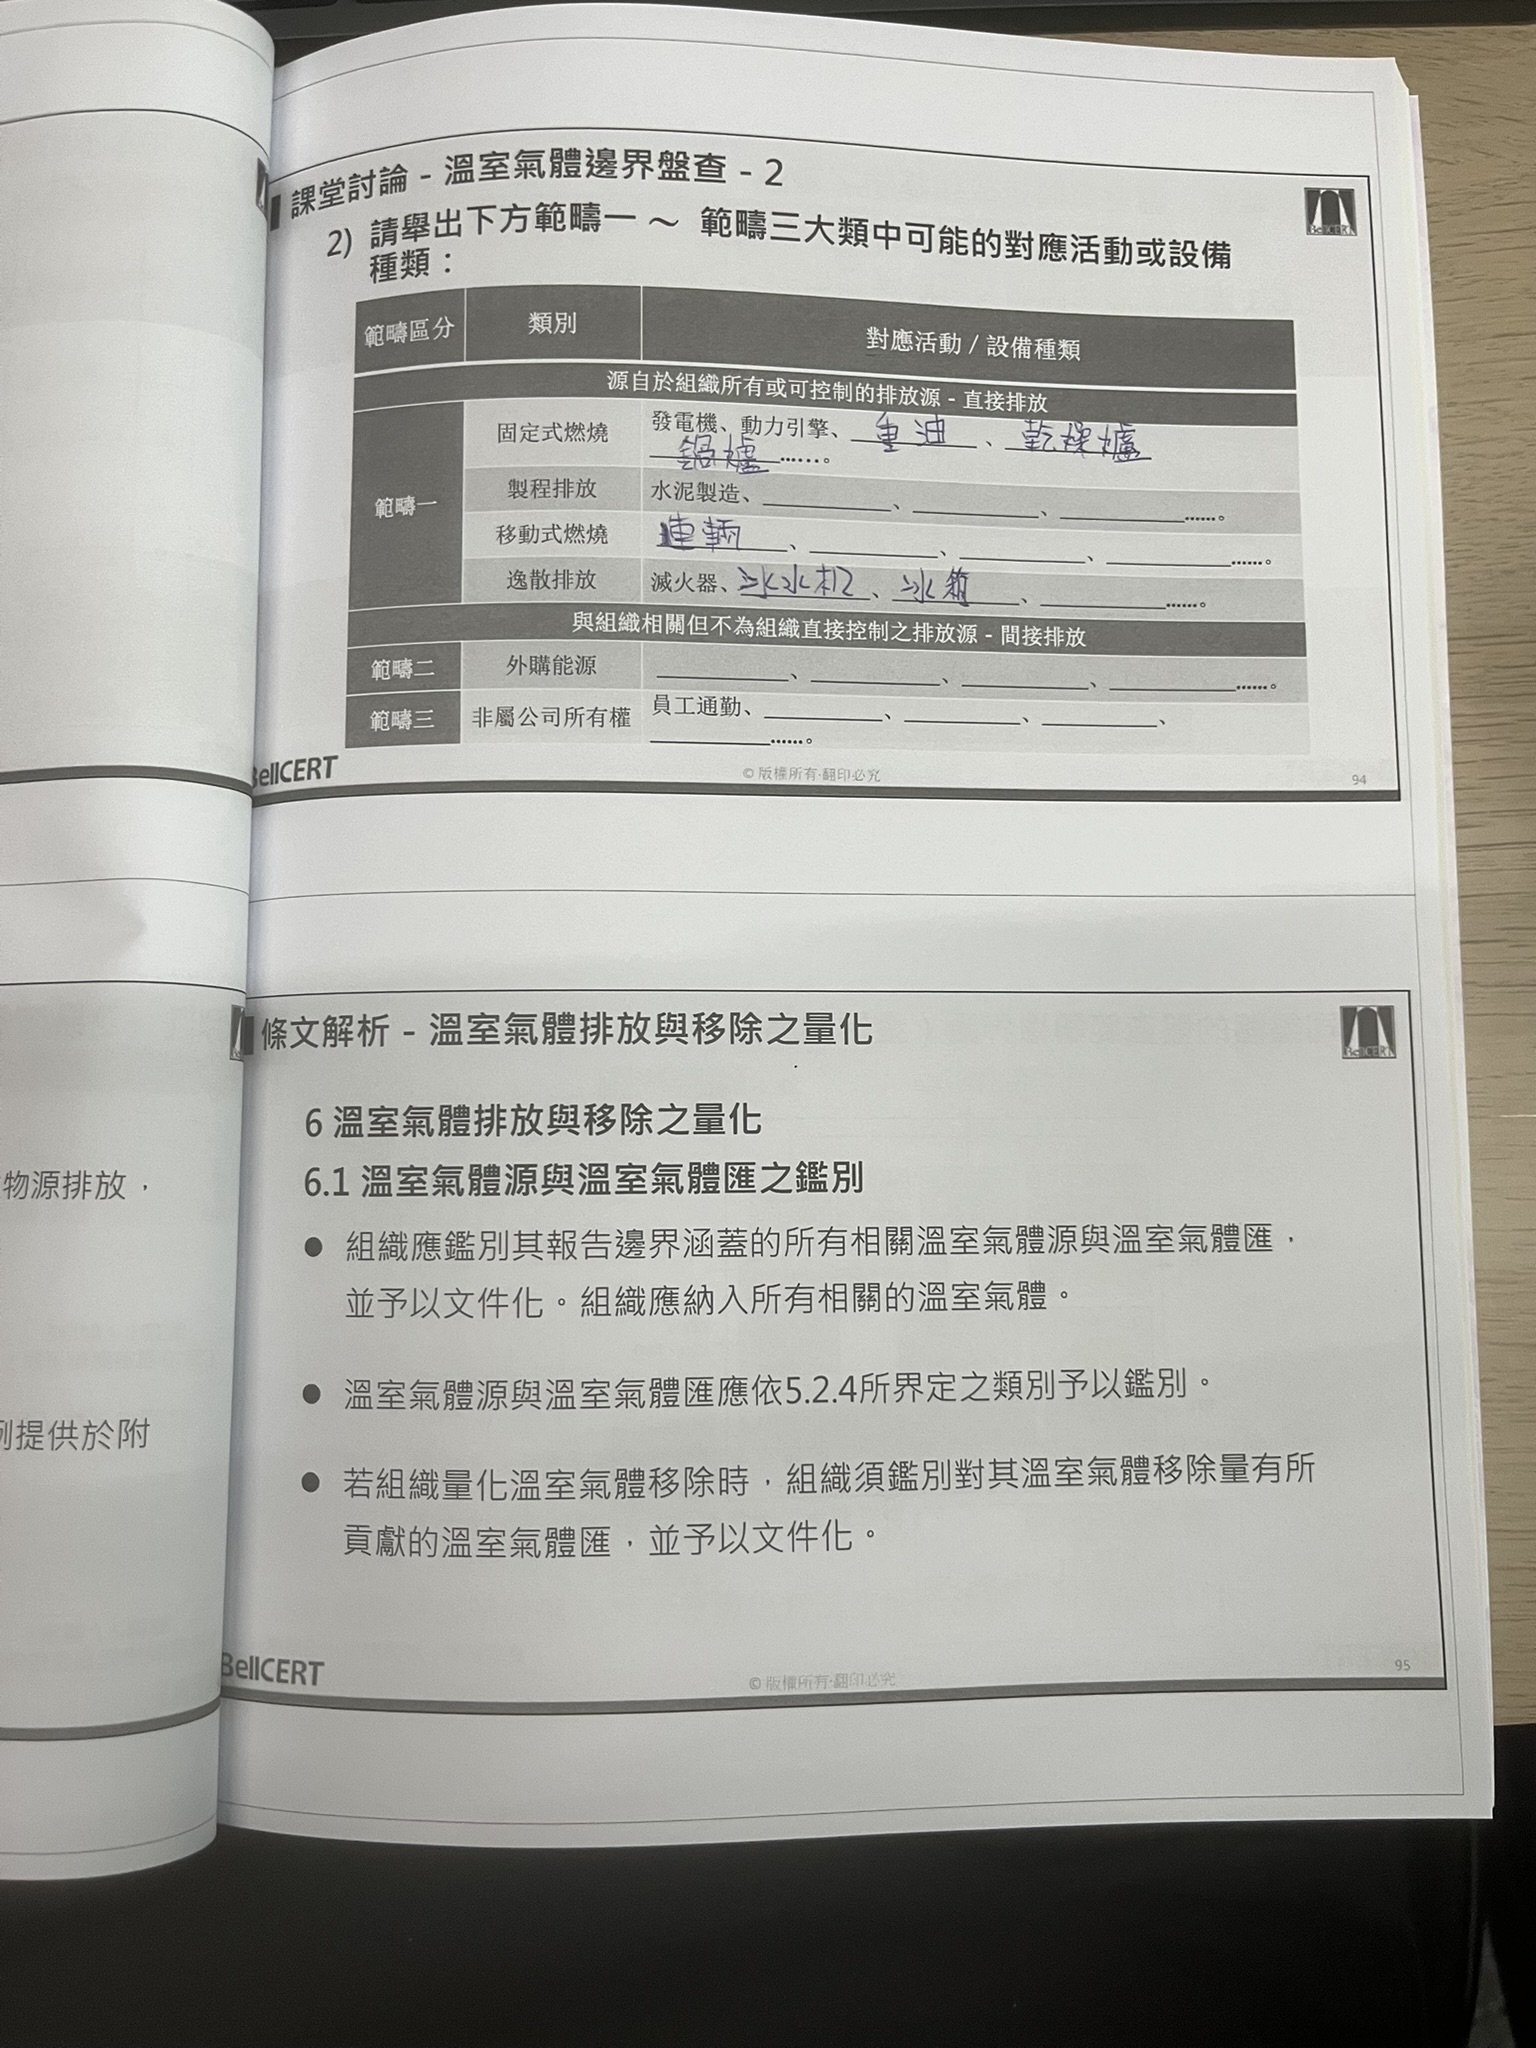 課堂討論 - 溫室氣體邊界盤查 - 2
BellCERT
2) 請舉出下方範疇一 ～ 範疇三大類中可能的對應活動或設備
種類：
範疇區分 類別 對應活動 / 設備種類
源自於組織所有或可控制的排放源 - 直接排放
範疇一
固定式燃燒 發電機、動力引擎、重油、乾燥爐
鍋爐......。
製程排放 水泥製造、____、____、____......。
移動式燃燒 車輛、____、____、____......。
逸散排放 滅火器、冰水机、冰箱、____......。
與組織相關但不為組織直接控制之排放源 - 間接排放
範疇二 外購能源 ____、____、____、____......。
範疇三 非屬公司所有權 員工通勤、____、____、____、
____......。
BellCERT
© 版權所有‧翻印必究
94
條文解析 - 溫室氣體排放與移除之量化
BellCERT
6 溫室氣體排放與移除之量化
6.1 溫室氣體源與溫室氣體匯之鑑別
● 組織應鑑別其報告邊界涵蓋的所有相關溫室氣體源與溫室氣體匯，
並予以文件化。組織應納入所有相關的溫室氣體。
● 溫室氣體源與溫室氣體匯應依5.2.4所界定之類別予以鑑別。
● 若組織量化溫室氣體移除時，組織須鑑別對其溫室氣體移除量有所
貢獻的溫室氣體匯，並予以文件化。
BellCERT
© 版權所有‧翻印必究
95
物源排放，
列提供於附